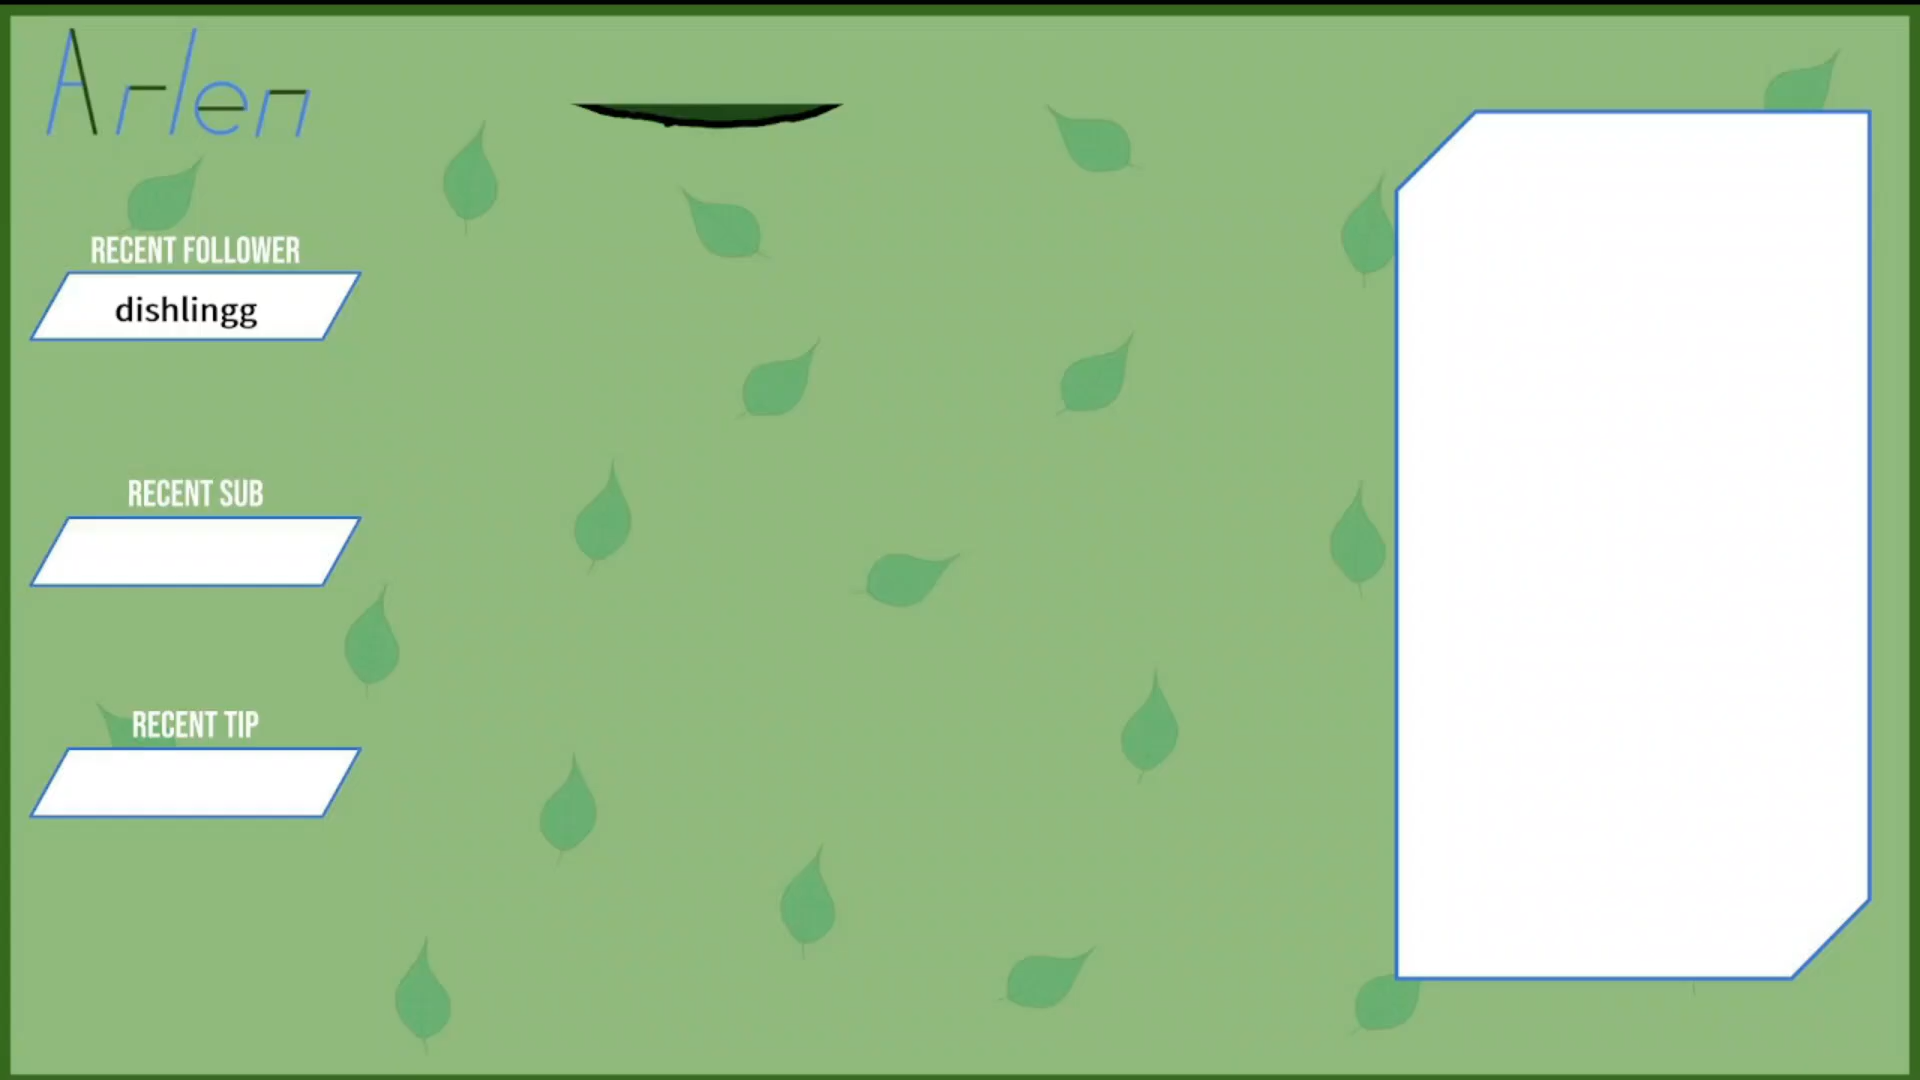 Arlen
RECENT FOLLOWER
dishlingg
RECENT SUB
RECENT TIP